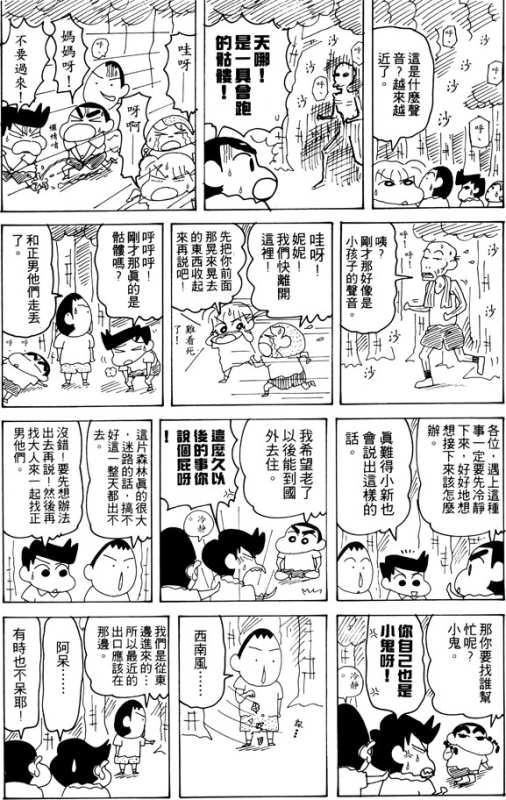 沙
沙
呼…
呼…
這是什麼聲
音?越來越
近了。
呼…
呼…
沙
沙
天哪!
是一具會跑
的骷髏!
哇呀
呀啊
媽媽呀!
不要過來!
呼…
沙
沙
沙
咦?
剛才那好像是
小孩子的聲音。
哇呀!
妮妮!
我們快離開
這裡!
先把你前面
那晃來晃去
的東西收起
來再說吧!
難看死
了!
呼呼呼!
剛才那真的是
骷髏嗎?
和正男他們走丟
了。
各位,遇上這種
事一定要先冷靜
下來,好好地想
想接下來該怎麼
辦。
真難得小新也
會說出這樣的
話。
我希望老了
以後能到國
外去住。
這麼久以
後的事你
說個屁呀
!
冷靜
這片森林真的很大
,迷路的話,搞不
好這一整天都出不
去。
沒錯!要先想辦法
出去再說!然後再
找大人來一起找正
男他們。
那你要找誰幫
忙呢?
小鬼。
你自己也是
小鬼呀!
冷靜
西南風……
我們是從東
邊進來的,
所以最近的
出口應該在
那邊。
阿呆……
有時也不呆耶!